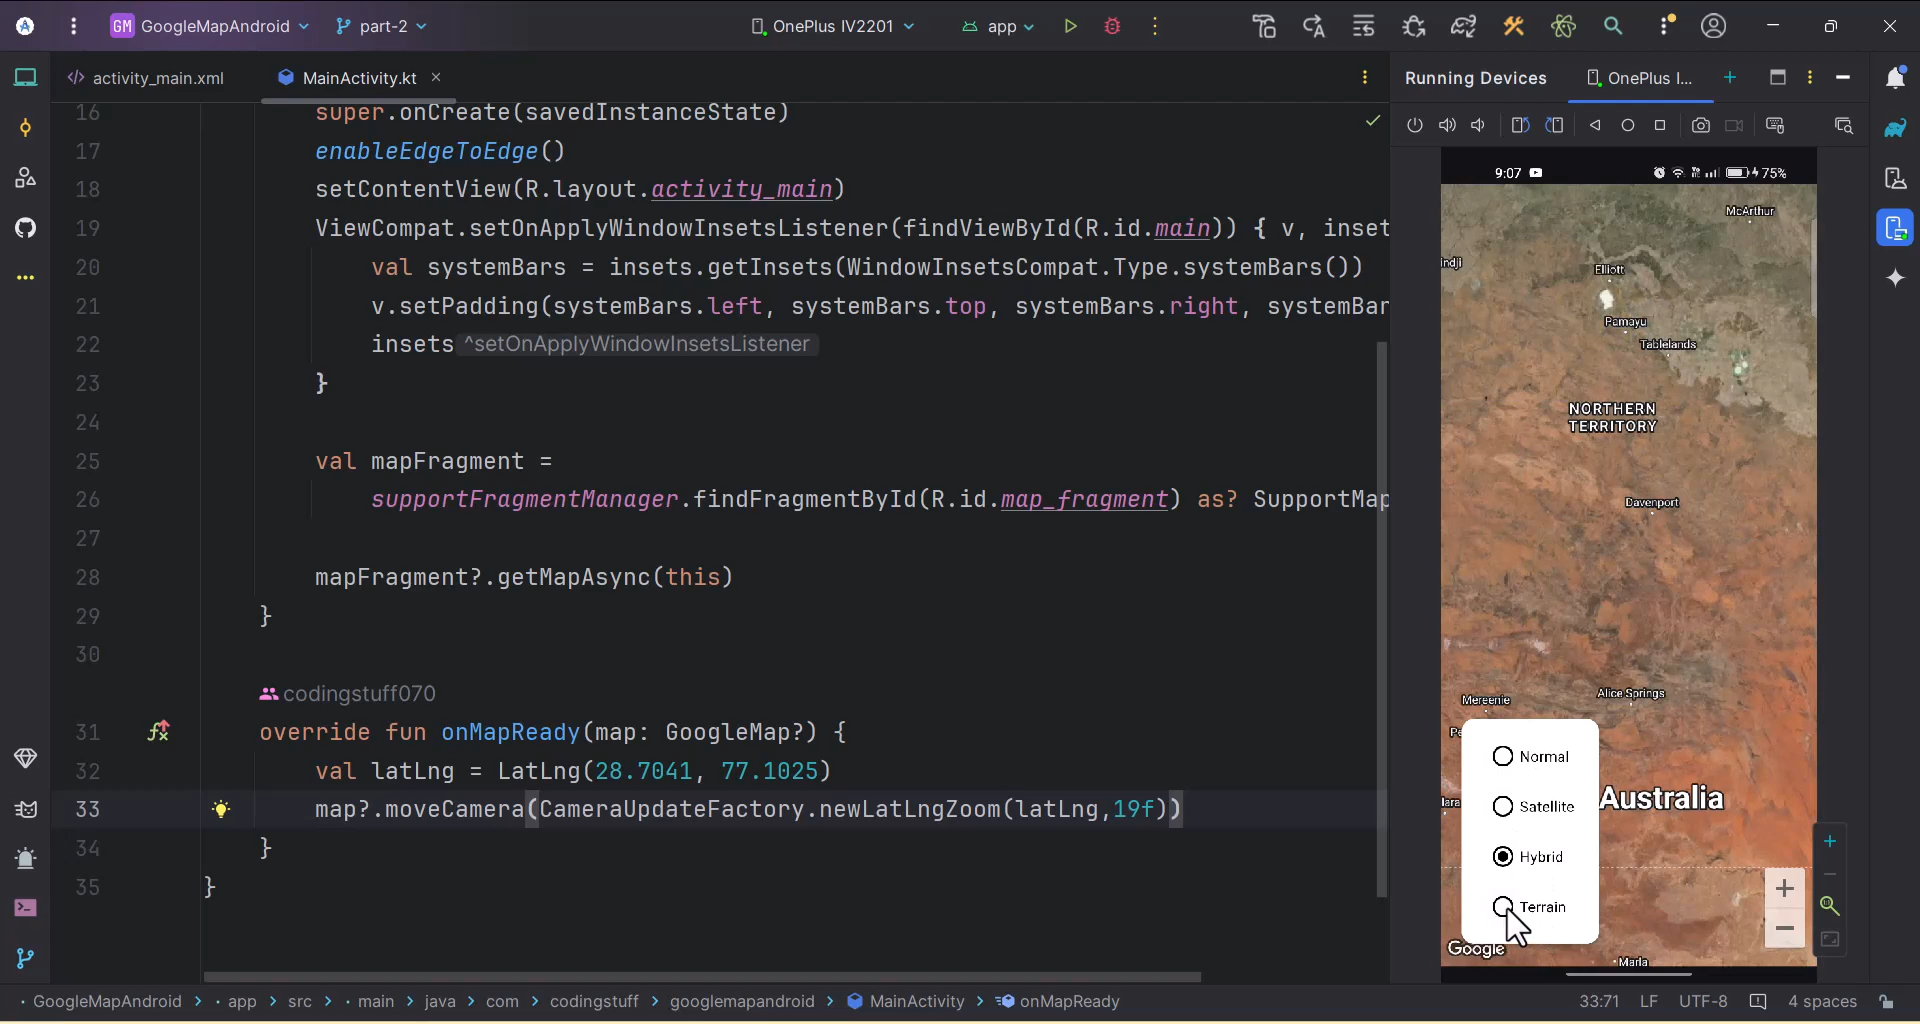 GM GoogleMapAndroid part-2 OnePlus IV2201 app
activity_main.xml MainActivity.kt
16 super.onCreate(savedInstanceState)
17 enableEdgeToEdge()
18 setContentView(R.layout.activity_main)
19 ViewCompat.setOnApplyWindowInsetsListener(findViewById(R.id.main)) { v, inset
20 val systemBars = insets.getInsets(WindowInsetsCompat.Type.systemBars())
21 v.setPadding(systemBars.left, systemBars.top, systemBars.right, systemBar
22 insets ^setOnApplyWindowInsetsListener
23 }
24
25 val mapFragment =
26 supportFragmentManager.findFragmentById(R.id.map_fragment) as? SupportMap
27
28 mapFragment?.getMapAsync(this)
29 }
30
codingstuff070
31 override fun onMapReady(map: GoogleMap?) {
32 val latLng = LatLng(28.7041, 77.1025)
33 map?.moveCamera(CameraUpdateFactory.newLatLngZoom(latLng,19f))
34 }
35 }
Running Devices OnePlus I...
9:07 75%
McArthur
ndji
Elliott
Pamayu
Tablelands
NORTHERN
TERRITORY
Davenport
Mereenie
Alice Springs
Normal
Satellite
Australia
Hybrid
Terrain
Google
Marla
GoogleMapAndroid > app > src > main > java > com > codingstuff > googlemapandroid > MainActivity > onMapReady
33:71 LF UTF-8 4 spaces